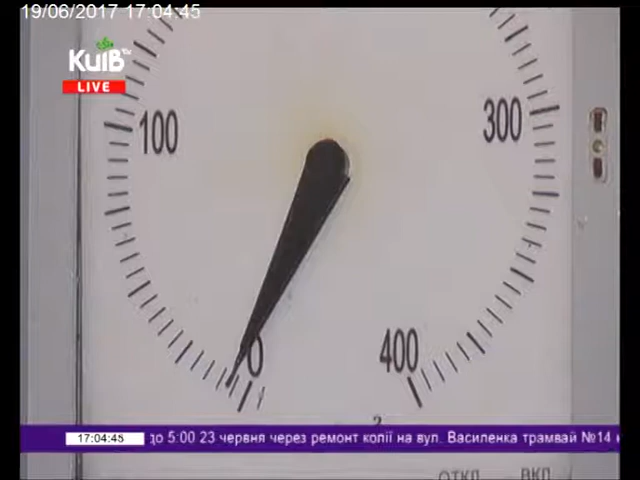 19/06/2017 17:04:45
КиїВ
LIVE
100
300
0
400
2
17:04:45 до 5:00 23 червня через ремонт колії на вул. Василенка трамвай №14
ОТКЛ ВКЛ